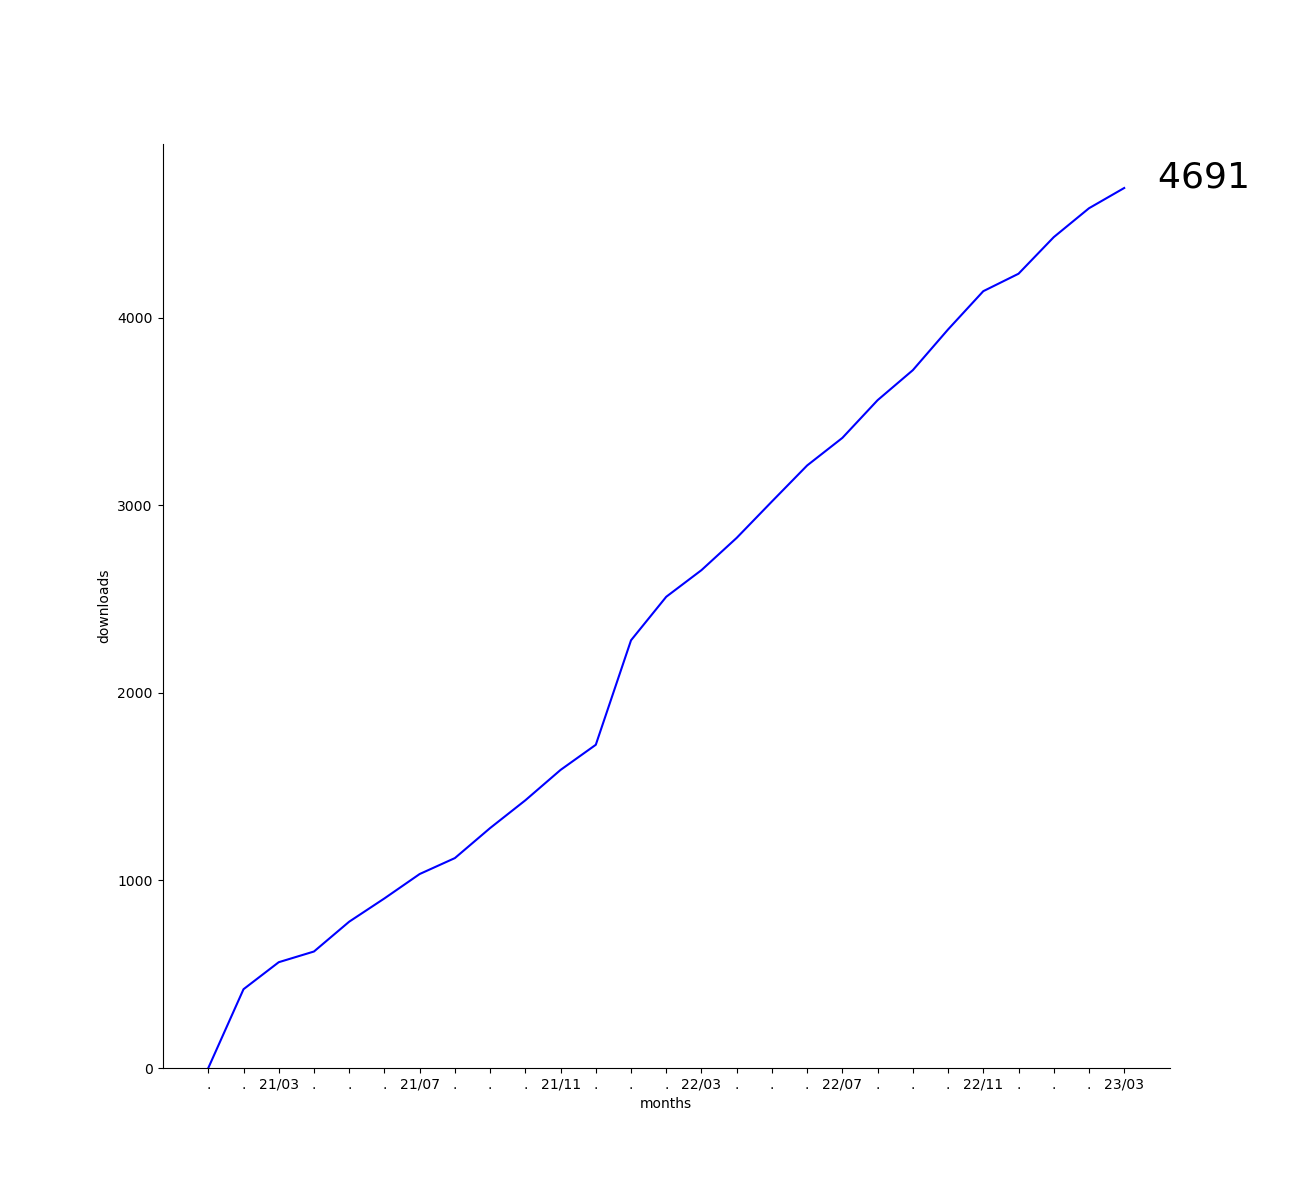 4691
4000
3000
2000
1000
0
downloads
. . 21/03 . . . 21/07 . . . 21/11 . . . 22/03 . . . 22/07 . . . 22/11 . . . 23/03
months